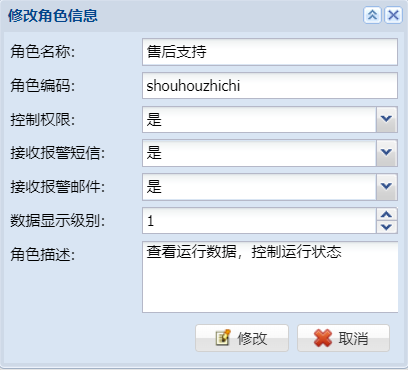 修改角色信息
角色名称: 售后支持
角色编码: shouhouzhichi
控制权限: 是
接收报警短信: 是
接收报警邮件: 是
数据显示级别: 1
角色描述: 查看运行数据，控制运行状态
修改 取消